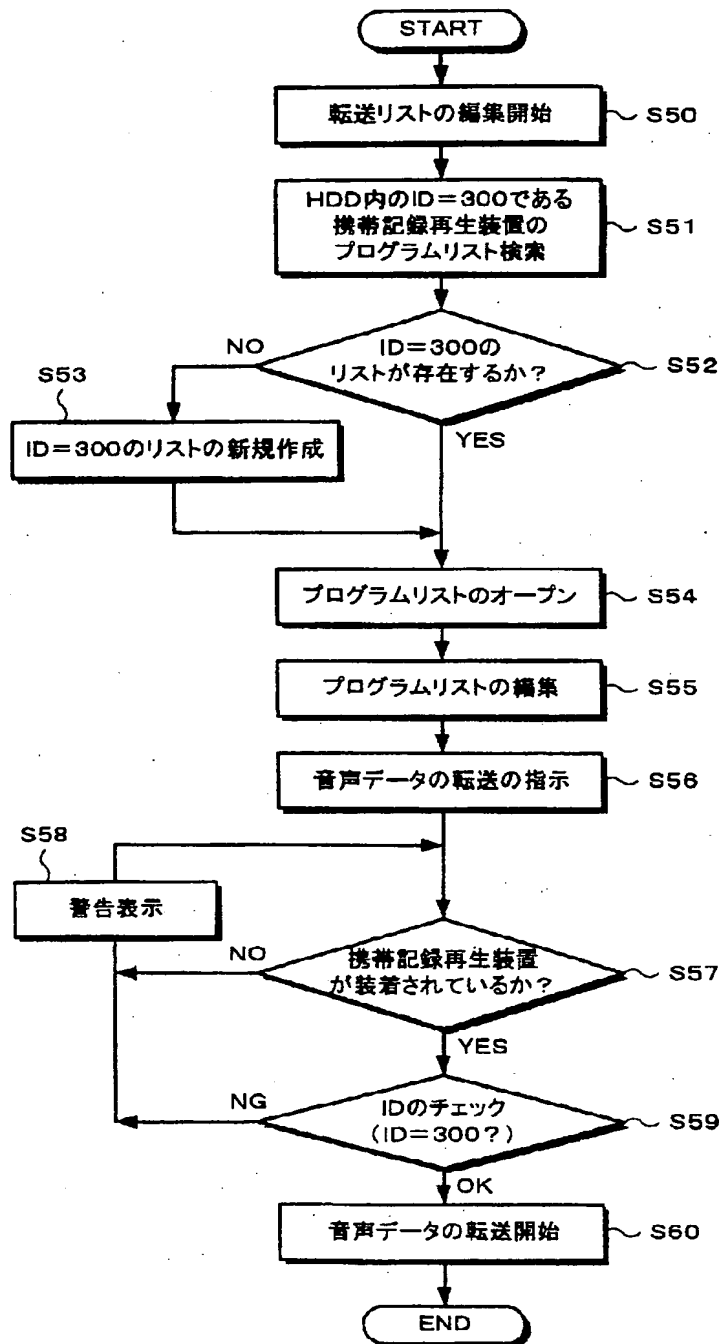 START
転送リストの編集開始
S50
HDD内のID=300である
携帯記録再生装置の
プログラムリスト検索
S51
ID=300の
リストが存在するか?
S52
NO
YES
S53
ID=300のリストの新規作成
プログラムリストのオープン
S54
プログラムリストの編集
S55
音声データの転送の指示
S56
S58
警告表示
携帯記録再生装置
が装着されているか?
S57
NO
YES
IDのチェック
(ID=300?)
S59
NG
OK
音声データの転送開始
S60
END